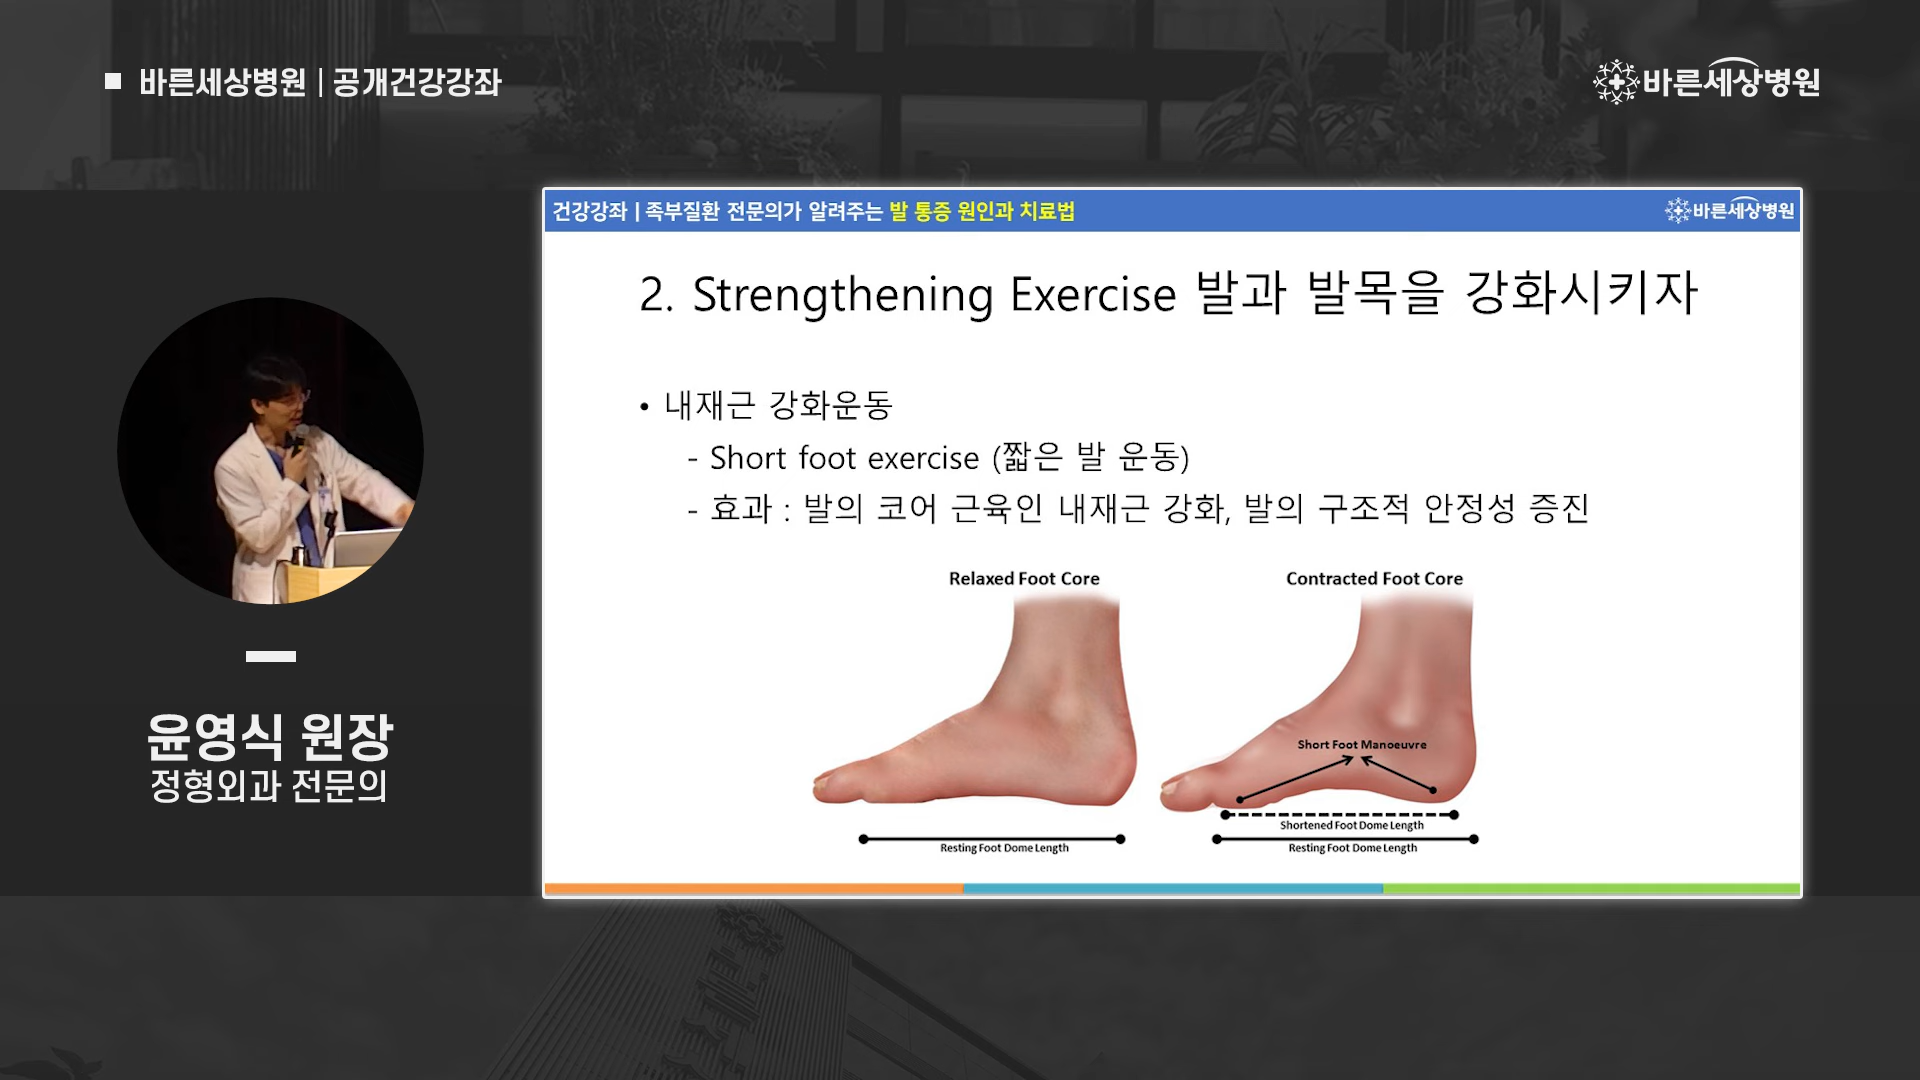 바른세상병원 | 공개건강강좌
바른세상병원
건강강좌 | 족부질환 전문의가 알려주는 발 통증 원인과 치료법
바른세상병원
2. Strengthening Exercise 발과 발목을 강화시키자
• 내재근 강화운동
- Short foot exercise (짧은 발 운동)
- 효과 : 발의 코어 근육인 내재근 강화, 발의 구조적 안정성 증진
Relaxed Foot Core
Contracted Foot Core
Short Foot Manoeuvre
Shortened Foot Dome Length
Resting Foot Dome Length
Resting Foot Dome Length
윤영식 원장
정형외과 전문의